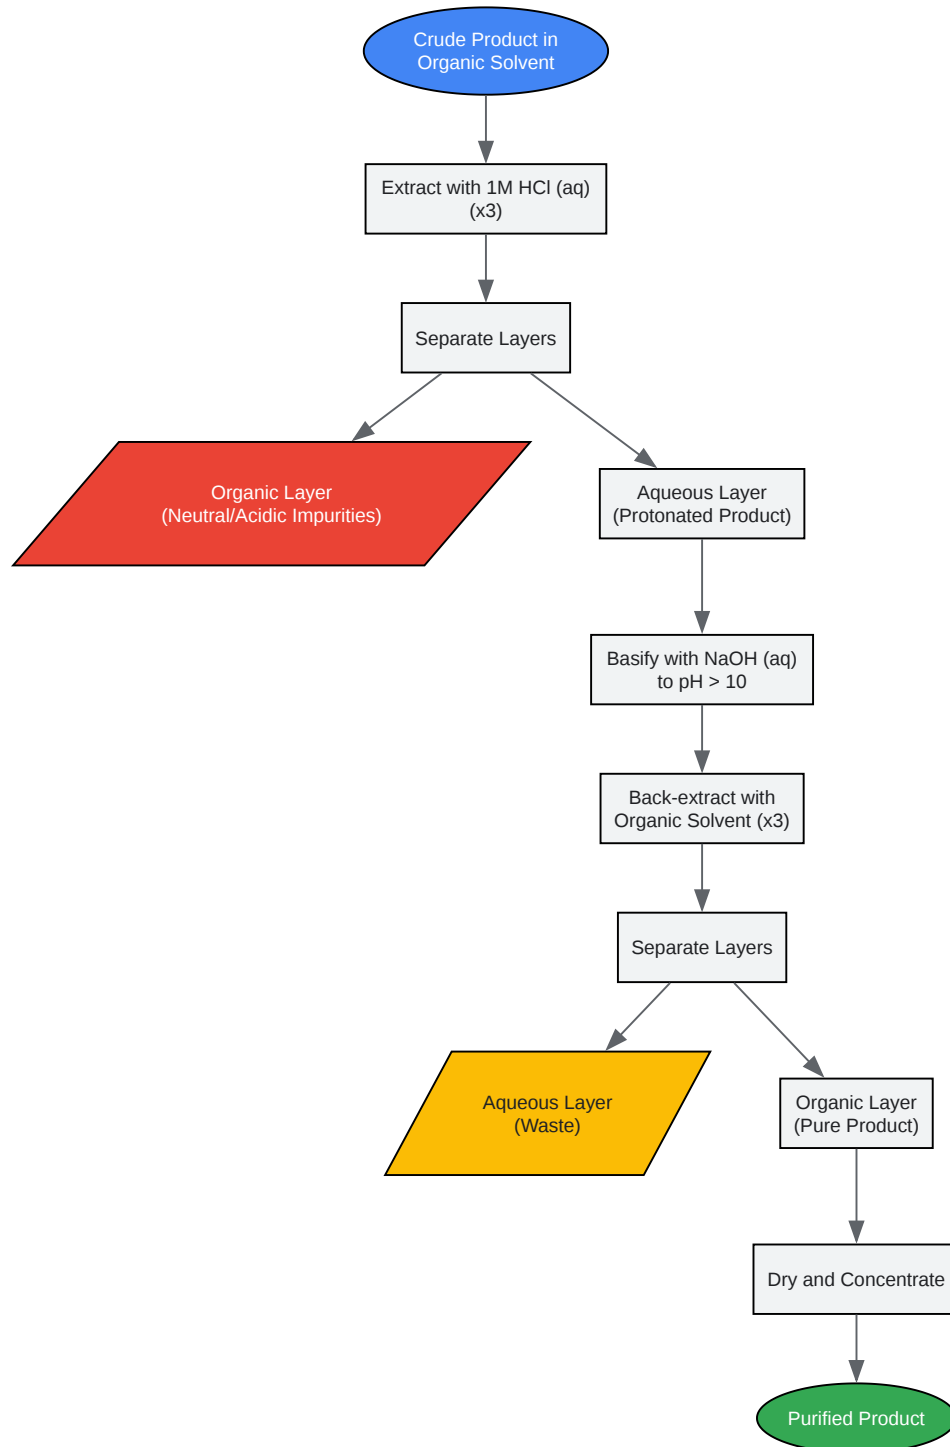 Crude Product in
Organic Solvent
Extract with 1M HCl (aq)
(x3)
Separate Layers
Organic Layer
(Neutral/Acidic Impurities)
Aqueous Layer
(Protonated Product)
Basify with NaOH (aq)
to pH > 10
Back-extract with
Organic Solvent (x3)
Separate Layers
Aqueous Layer
(Waste)
Organic Layer
(Pure Product)
Dry and Concentrate
Purified Product